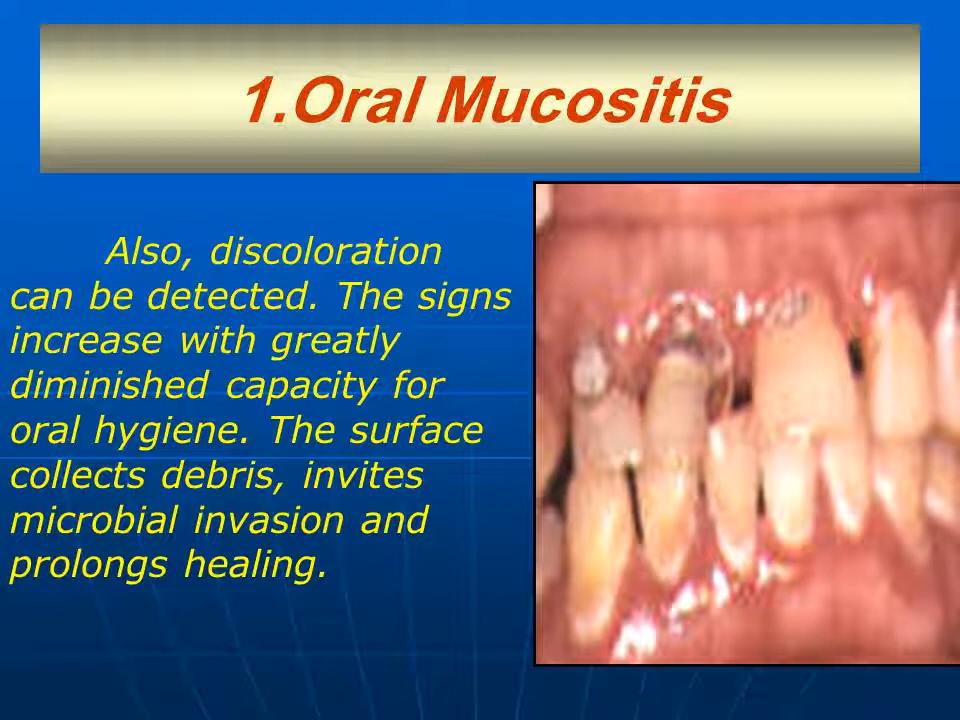 1.Oral Mucositis
Also, discoloration
can be detected. The signs
increase with greatly
diminished capacity for
oral hygiene. The surface
collects debris, invites
microbial invasion and
prolongs healing.